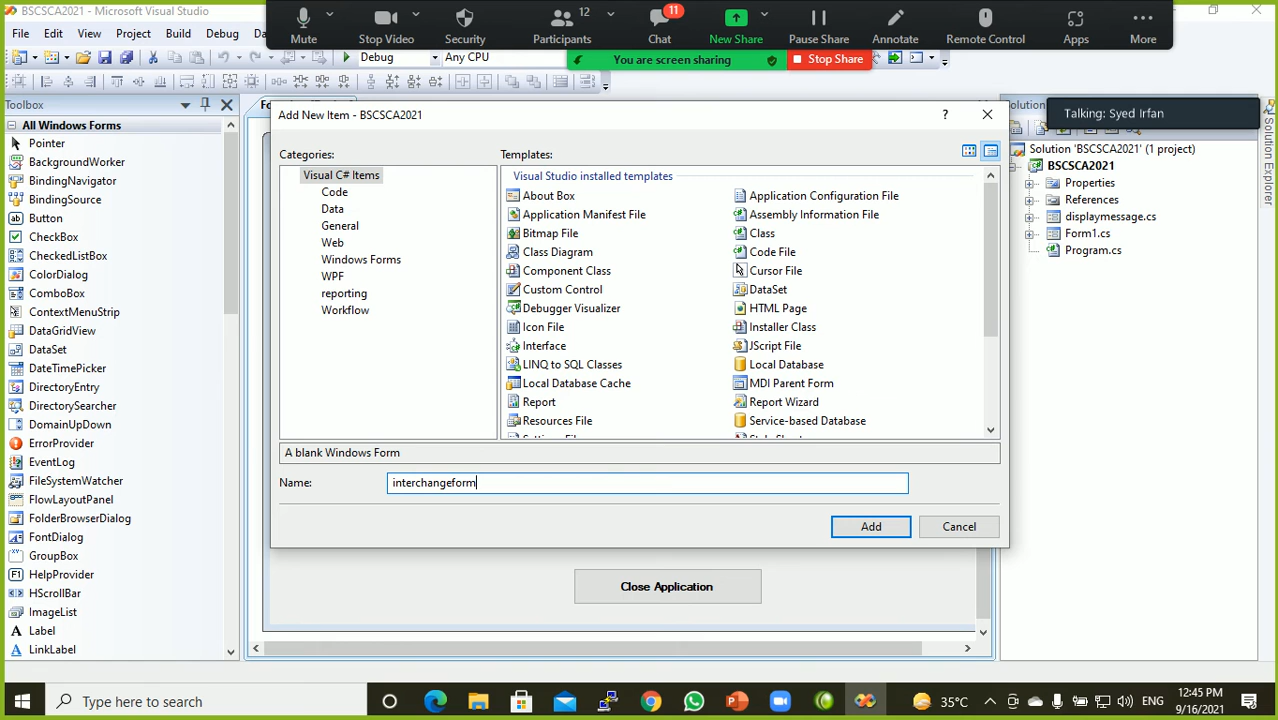 BSCSCA2021 - Microsoft Visual Studio
Mute
Stop Video
Security
12
Participants
11
Chat
New Share
Pause Share
Annotate
Remote Control
Apps
More
File Edit View Project Build Debug
Debug
Any CPU
You are screen sharing
Stop Share
Toolbox
Talking: Syed Irfan
Add New Item - BSCSCA2021
?
All Windows Forms
Pointer
BackgroundWorker
BindingNavigator
BindingSource
Button
CheckBox
CheckedListBox
ColorDialog
ComboBox
ContextMenuStrip
DataGridView
DataSet
DateTimePicker
DirectoryEntry
DirectorySearcher
DomainUpDown
ErrorProvider
EventLog
FileSystemWatcher
FlowLayoutPanel
FolderBrowserDialog
FontDialog
GroupBox
HelpProvider
HScrollBar
ImageList
Label
LinkLabel
Categories:
Visual C# Items
Code
Data
General
Web
Windows Forms
WPF
reporting
Workflow
Templates:
Visual Studio installed templates
About Box
Application Configuration File
Application Manifest File
Assembly Information File
Bitmap File
Class
Class Diagram
Code File
Component Class
Cursor File
Custom Control
DataSet
Debugger Visualizer
HTML Page
Icon File
Installer Class
Interface
JScript File
LINQ to SQL Classes
Local Database
Local Database Cache
MDI Parent Form
Report
Report Wizard
Resources File
Service-based Database
A blank Windows Form
Name:
interchangeform
Add
Cancel
Close Application
Solution 'BSCSCA2021' (1 project)
BSCSCA2021
Properties
References
displaymessage.cs
Form1.cs
Program.cs
Solution Explorer
Type here to search
35°C
ENG
12:45 PM
9/16/2021